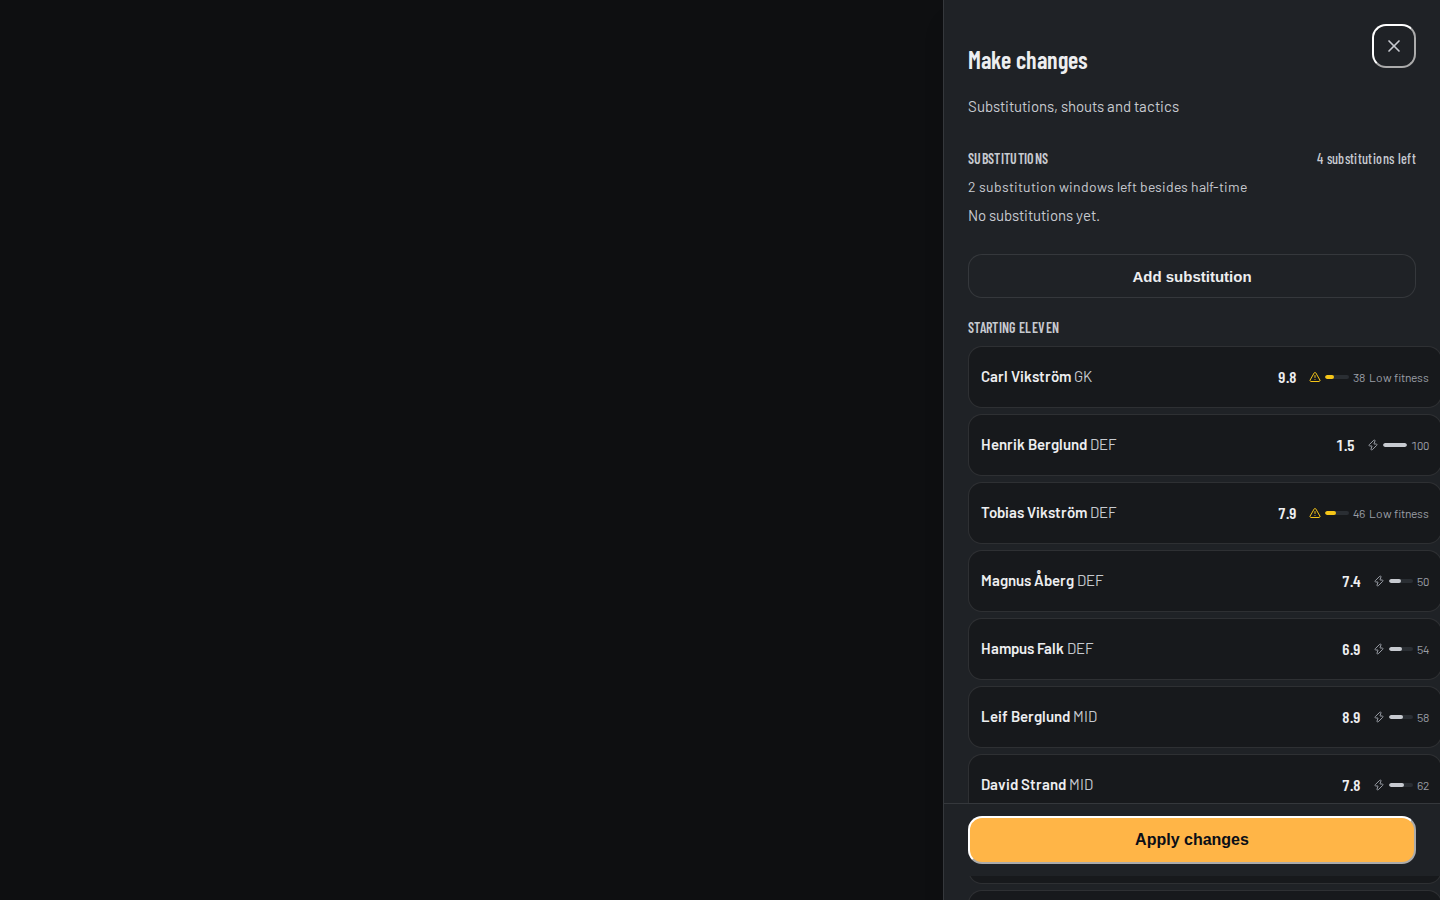 Make changes
Substitutions, shouts and tactics
SUBSTITUTIONS 4 substitutions left
2 substitution windows left besides half-time
No substitutions yet.
Add substitution
STARTING ELEVEN
Carl Vikström GK 9.8 38 Low fitness
Henrik Berglund DEF 1.5 100
Tobias Vikström DEF 7.9 46 Low fitness
Magnus Åberg DEF 7.4 50
Hampus Falk DEF 6.9 54
Leif Berglund MID 8.9 58
David Strand MID 7.8 62
Apply changes